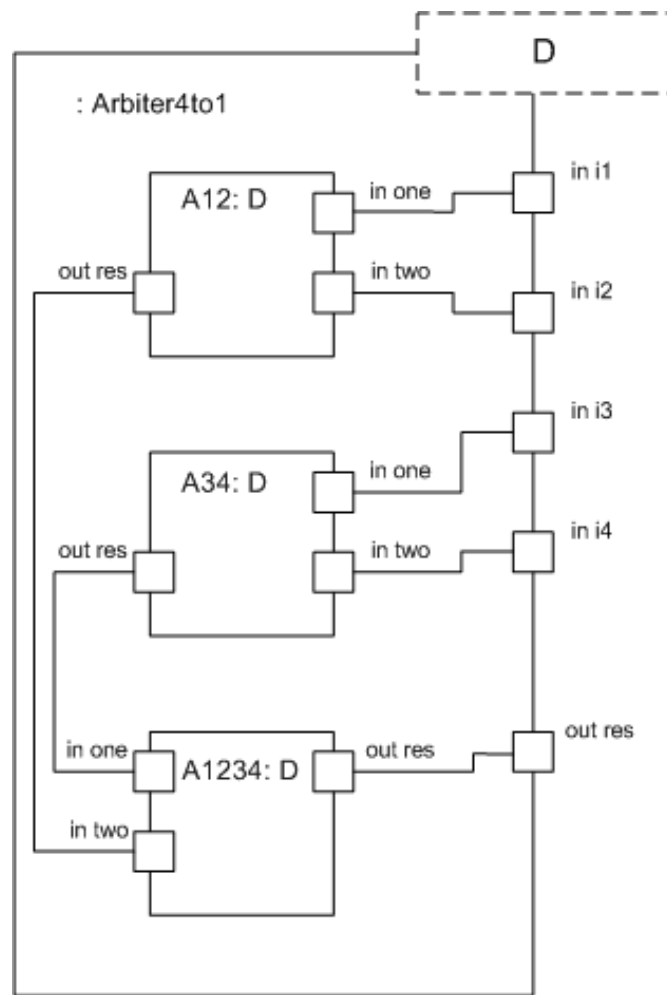 D
: Arbiter4to1
in i1
A12: D
in one
out res
in two
in i2
in i3
A34: D
in one
out res
in two
in i4
out res
in one
A1234: D
out res
in two